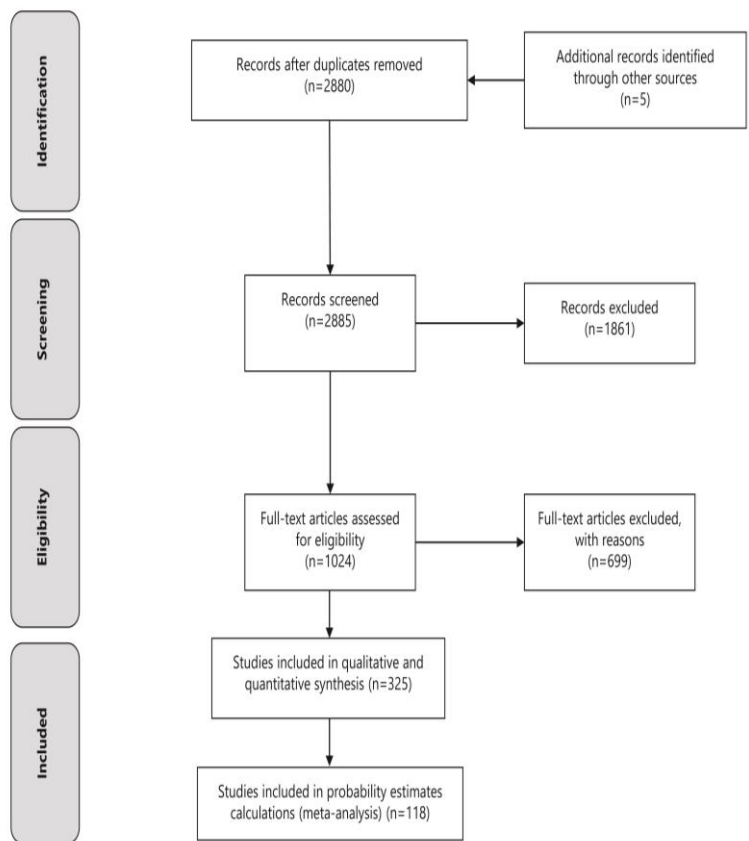 Identification
Records after duplicates removed
(n=2880)
Additional records identified
through other sources
(n=5)
Screening
Records screened
(n=2885)
Records excluded
(n=1861)
Eligibility
Full-text articles assessed
for eligibility
(n=1024)
Full-text articles excluded,
with reasons
(n=699)
Included
Studies included in qualitative and
quantitative synthesis (n=325)
Studies included in probability estimates
calculations (meta-analysis) (n=118)